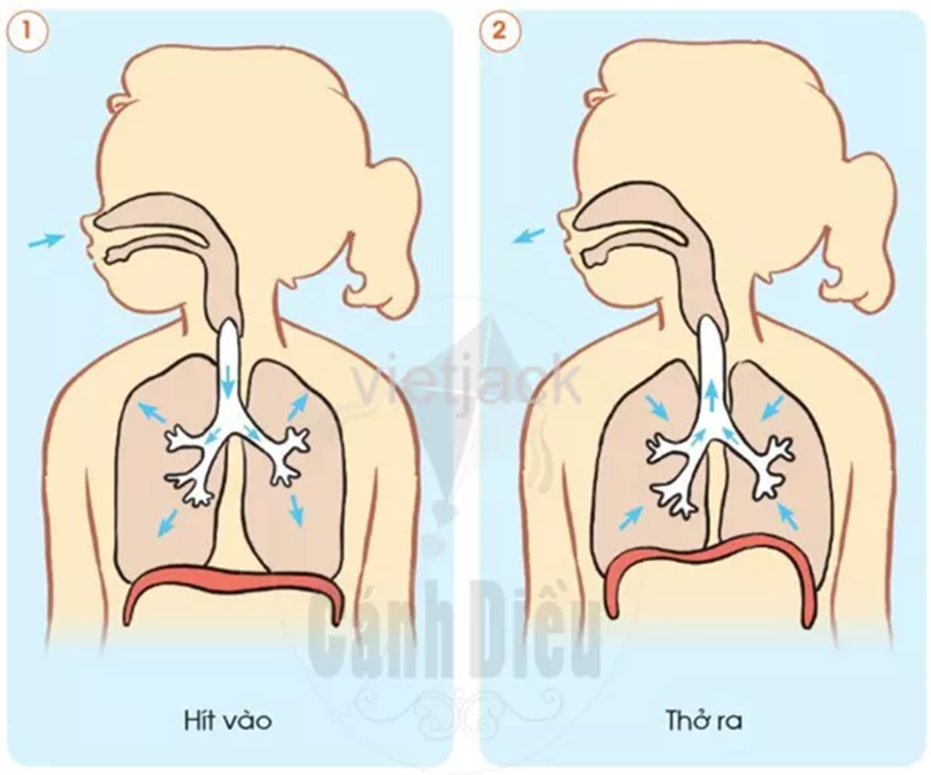 1
2
vietjack
Cánh Diều
Hít vào
Thở ra